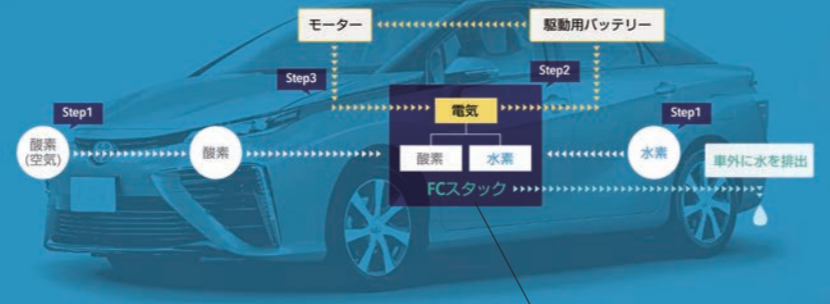 モーター
駆動用バッテリー
Step3
Step2
Step1
電気
Step1
酸素
(空気)
酸素
酸素
水素
水素
車外に水を排出
FCスタック